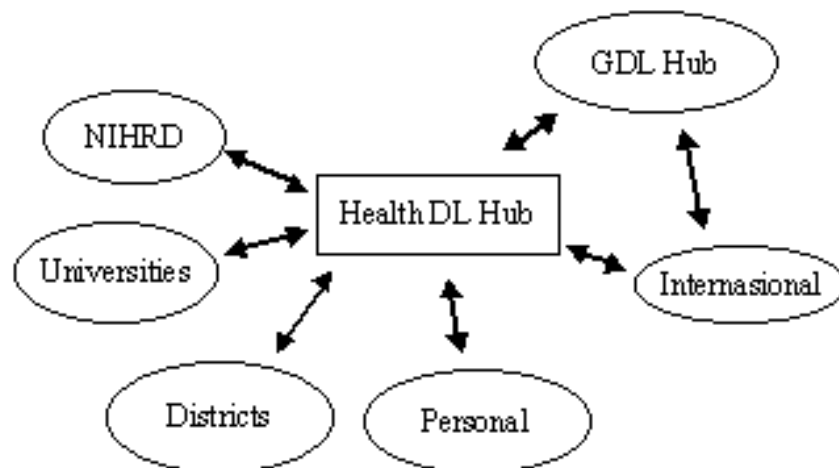 GDL Hub
NIHRD
Health DL Hub
Universities
Internasional
Districts
Personal